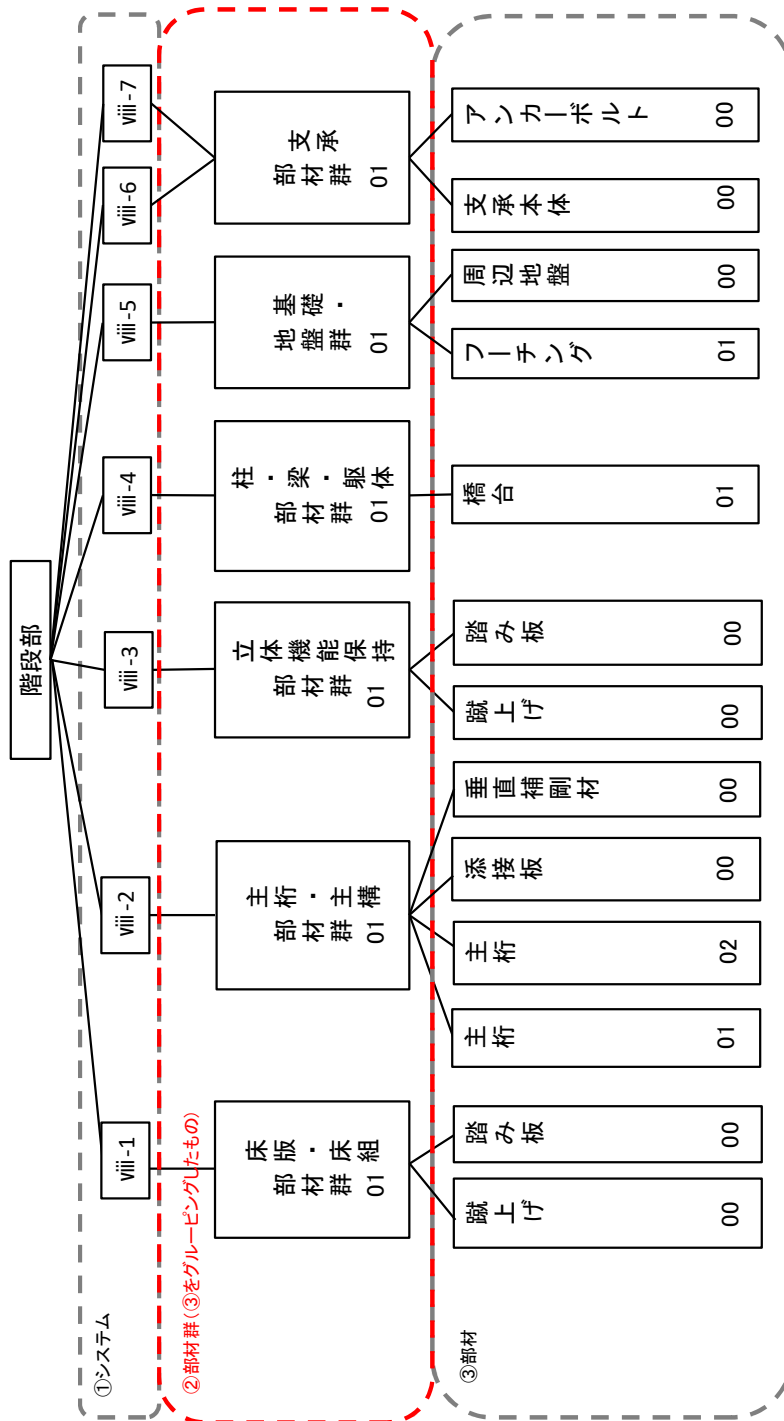 階段部
①システム
viii-1
viii-2
viii-3
viii-4
viii-5
viii-6
viii-7
②部材群(③をグルーピングしたもの)
床版・床組
部材群
01
主桁・主構
部材群
01
立体機能保持
部材群
01
柱・梁・躯体
部材群
01
基礎・
地盤群
01
支承
部材群
01
③部材
蹴上げ
00
踏み板
00
主桁
01
主桁
02
添接板
00
垂直補剛材
00
蹴上げ
00
踏み板
00
橋台
01
フーチング
01
周辺地盤
00
支承本体
00
アンカーボルト
00